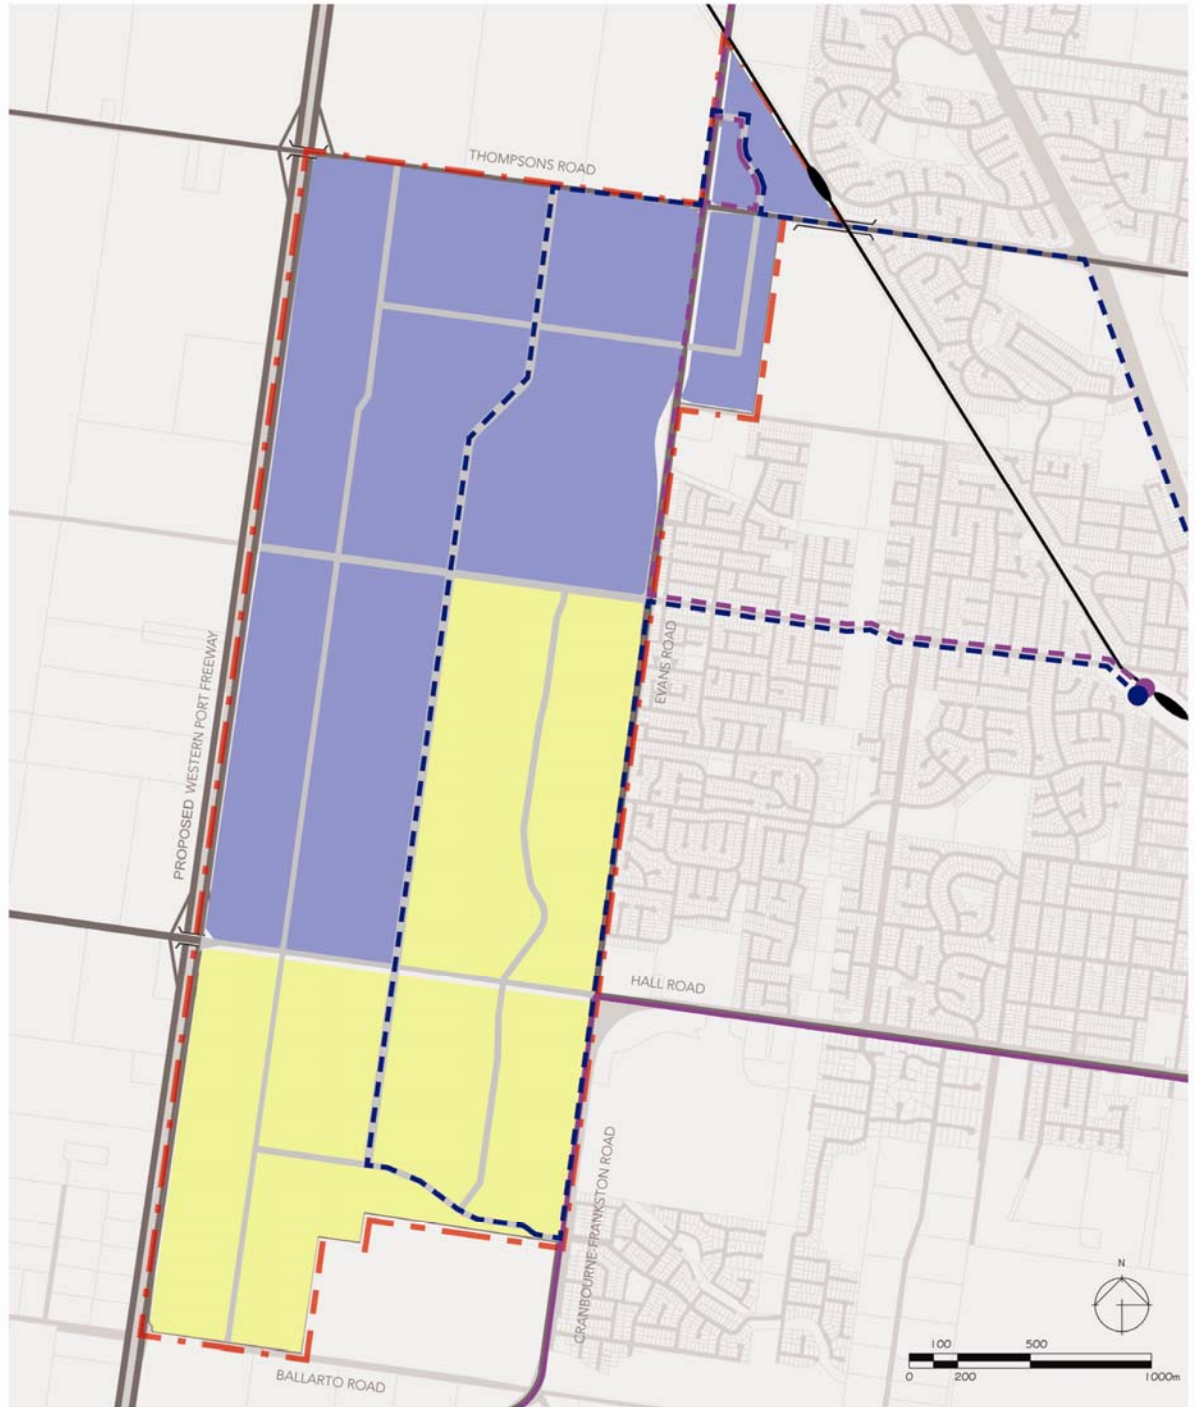 THOMPSONS ROAD
PROPOSED WESTERN PORT FREEWAY
EVANS ROAD
HALL ROAD
CRANBOURNE-FRANKSTON ROAD
BALLARTO ROAD
N
100 500
0 200 1000m